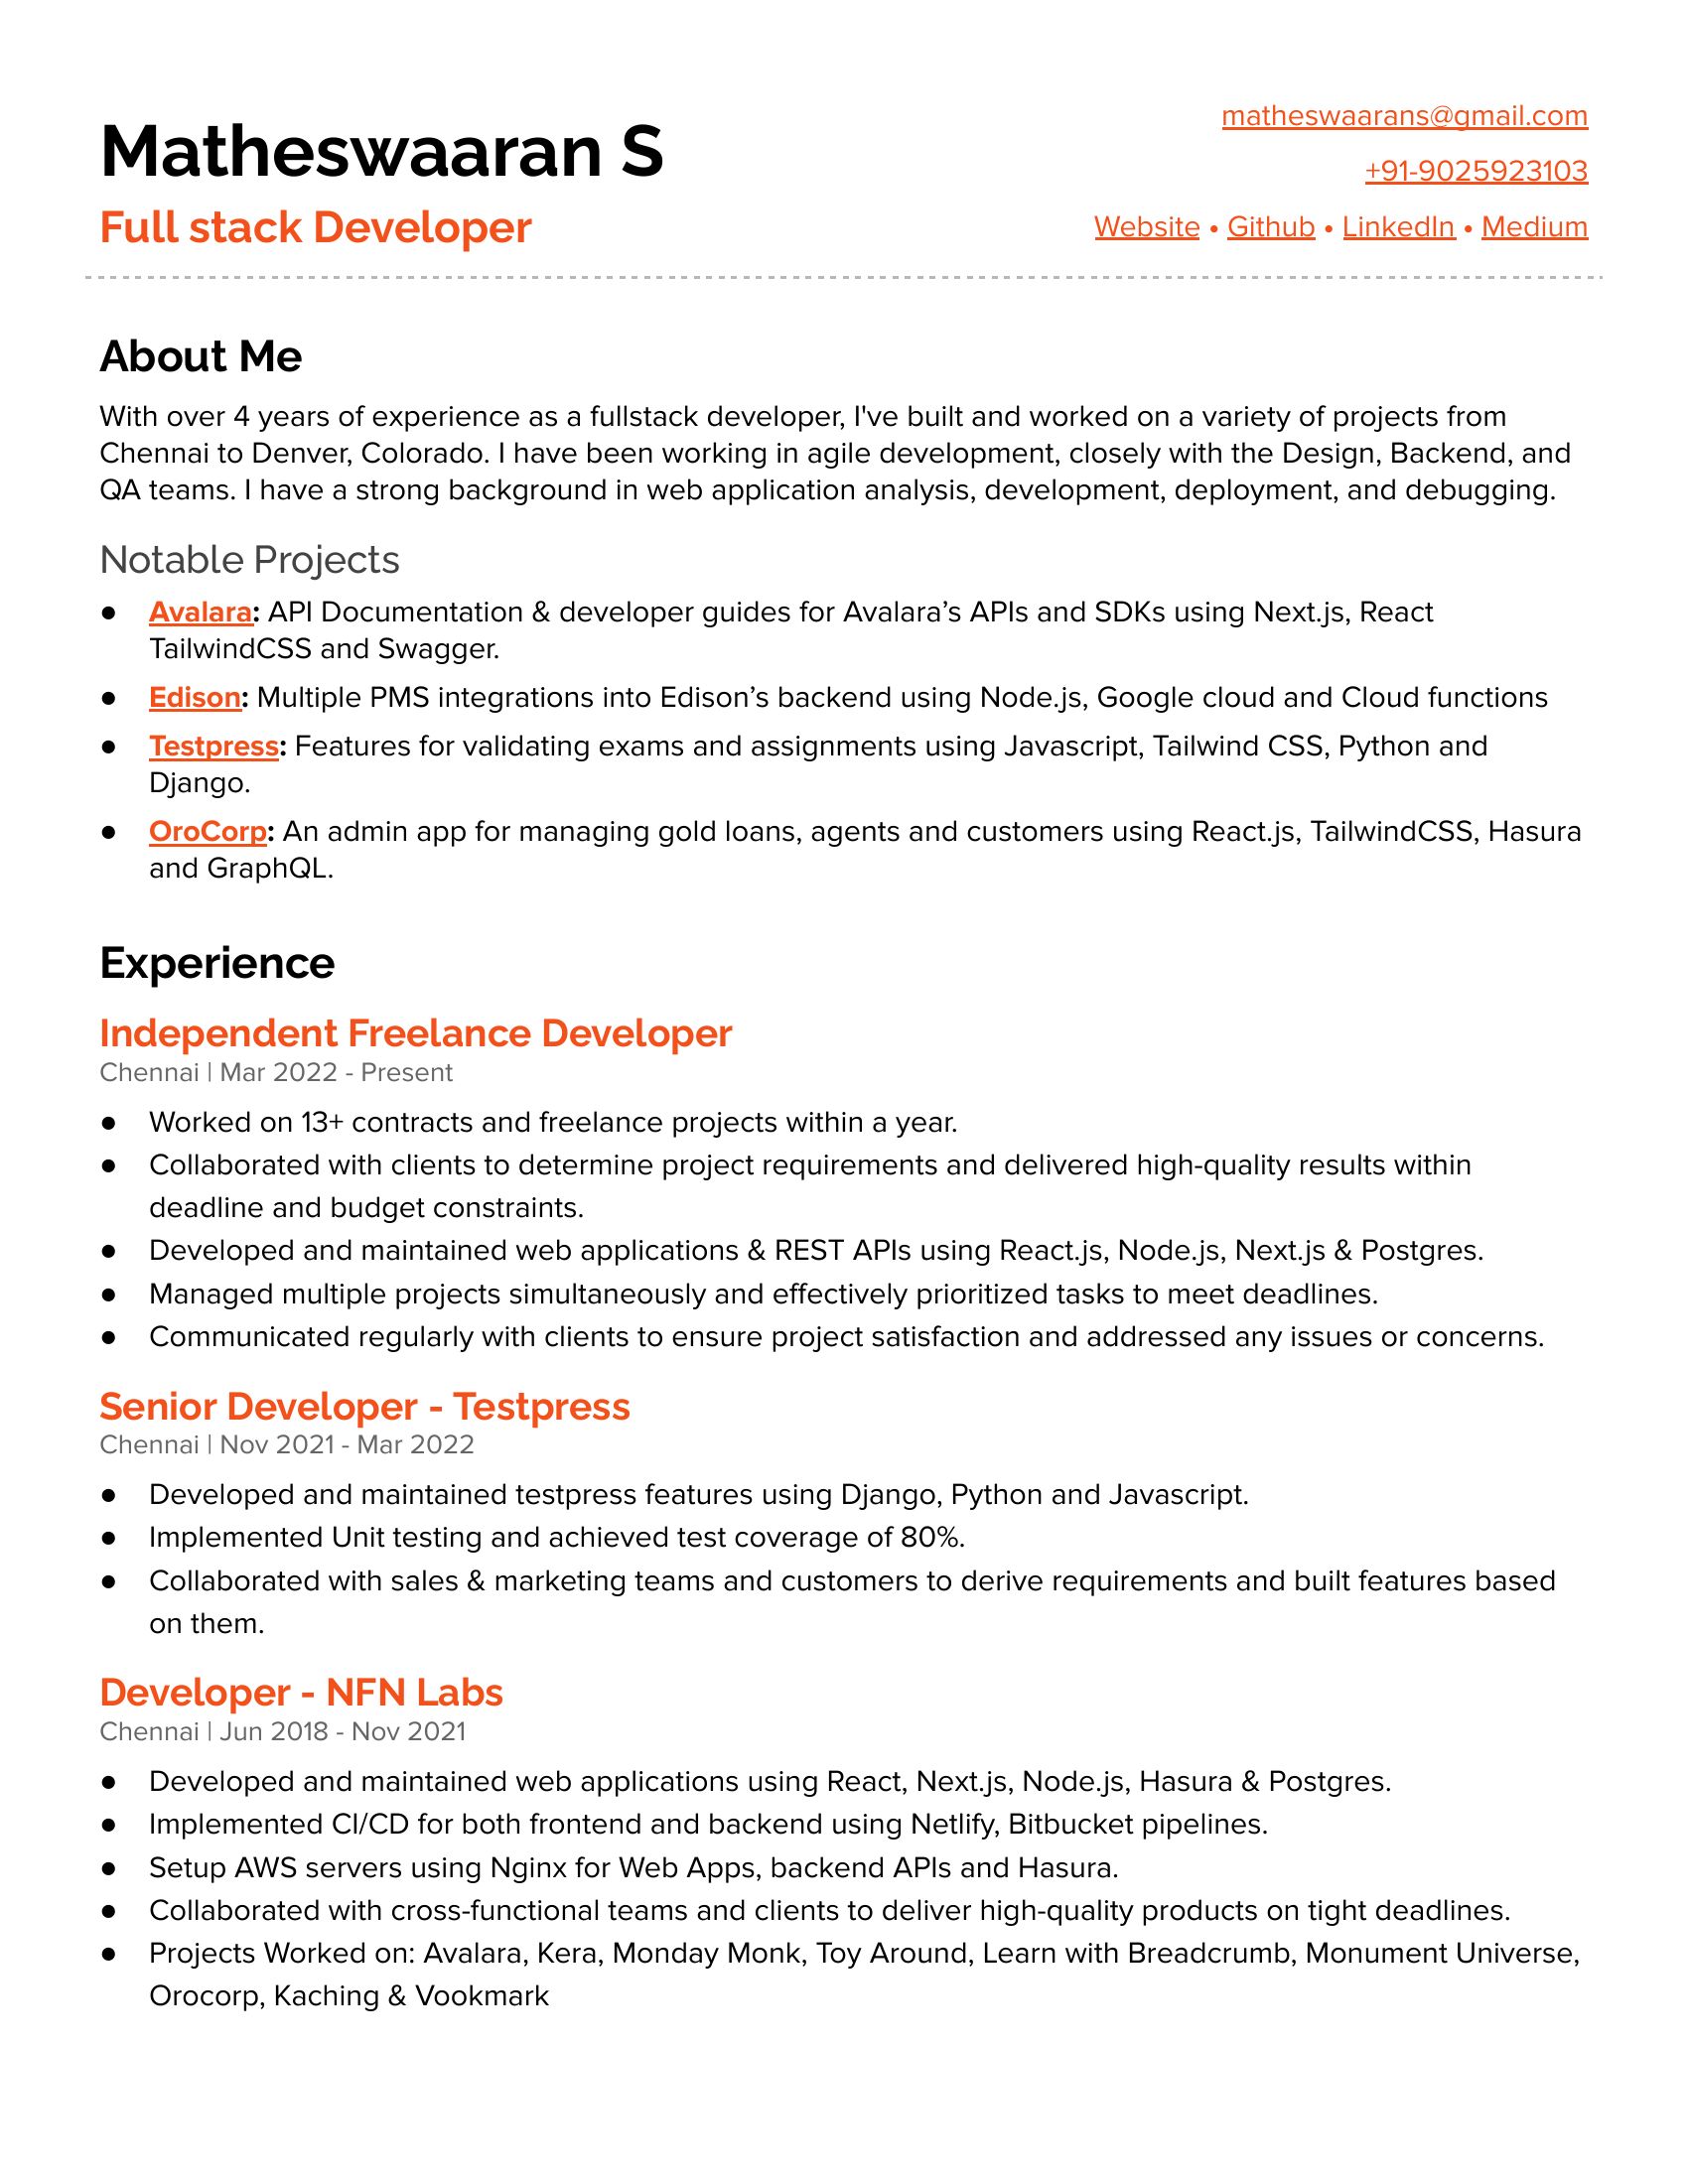 Matheswaaran S
Full stack Developer
matheswaarans@gmail.com
+91-9025923103
Website • Github • LinkedIn • Medium
About Me
With over 4 years of experience as a fullstack developer, I've built and worked on a variety of projects from
Chennai to Denver, Colorado. I have been working in agile development, closely with the Design, Backend, and
QA teams. I have a strong background in web application analysis, development, deployment, and debugging.
Notable Projects
● Avalara: API Documentation & developer guides for Avalara’s APIs and SDKs using Next.js, React
TailwindCSS and Swagger.
● Edison: Multiple PMS integrations into Edison’s backend using Node.js, Google cloud and Cloud functions
● Testpress: Features for validating exams and assignments using Javascript, Tailwind CSS, Python and
Django.
● OroCorp: An admin app for managing gold loans, agents and customers using React.js, TailwindCSS, Hasura
and GraphQL.
Experience
Independent Freelance Developer
Chennai | Mar 2022 - Present
● Worked on 13+ contracts and freelance projects within a year.
● Collaborated with clients to determine project requirements and delivered high-quality results within
deadline and budget constraints.
● Developed and maintained web applications & REST APIs using React.js, Node.js, Next.js & Postgres.
● Managed multiple projects simultaneously and effectively prioritized tasks to meet deadlines.
● Communicated regularly with clients to ensure project satisfaction and addressed any issues or concerns.
Senior Developer - Testpress
Chennai | Nov 2021 - Mar 2022
● Developed and maintained testpress features using Django, Python and Javascript.
● Implemented Unit testing and achieved test coverage of 80%.
● Collaborated with sales & marketing teams and customers to derive requirements and built features based
on them.
Developer - NFN Labs
Chennai | Jun 2018 - Nov 2021
● Developed and maintained web applications using React, Next.js, Node.js, Hasura & Postgres.
● Implemented CI/CD for both frontend and backend using Netlify, Bitbucket pipelines.
● Setup AWS servers using Nginx for Web Apps, backend APIs and Hasura.
● Collaborated with cross-functional teams and clients to deliver high-quality products on tight deadlines.
● Projects Worked on: Avalara, Kera, Monday Monk, Toy Around, Learn with Breadcrumb, Monument Universe,
Orocorp, Kaching & Vookmark